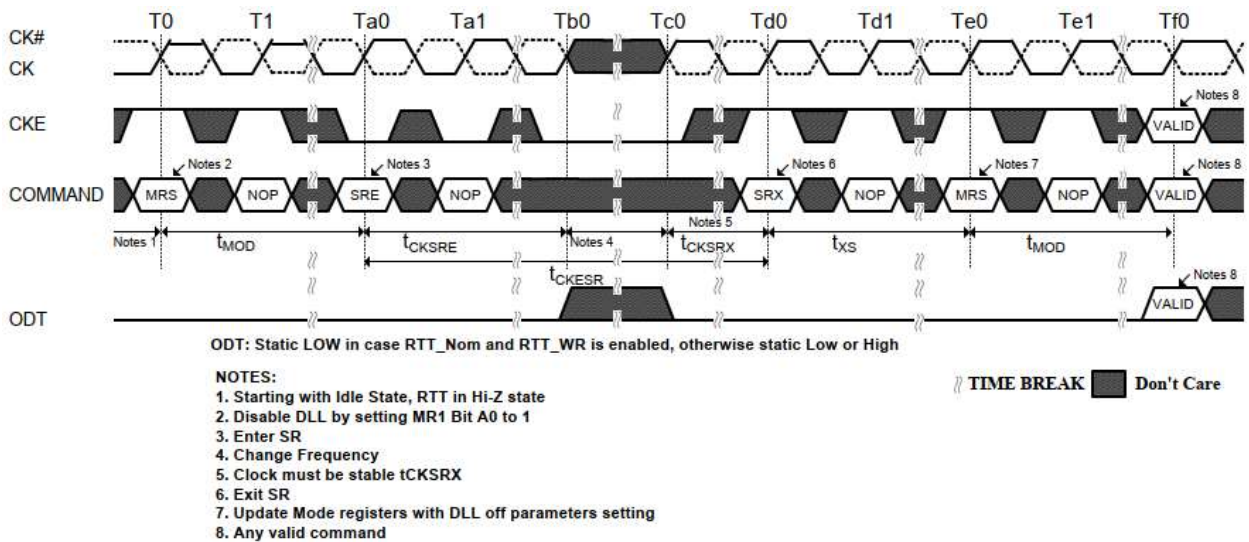 T0 T1 Ta0 Ta1 Tb0 Tc0 Td0 Td1 Te0 Te1 Tf0
CK#
CK
Notes 8
CKE
VALID
Notes 2 Notes 3 Notes 6 Notes 7 Notes 8
COMMAND MRS NOP SRE NOP SRX NOP MRS NOP VALID
Notes 1 tMOD tCKSRE Notes 4 Notes 5 tCKSRX tXS tMOD
tCKESR
Notes 8
VALID
ODT
ODT: Static LOW in case RTT_Nom and RTT_WR is enabled, otherwise static Low or High
NOTES:
1. Starting with Idle State, RTT in Hi-Z state
2. Disable DLL by setting MR1 Bit A0 to 1
3. Enter SR
4. Change Frequency
5. Clock must be stable tCKSRX
6. Exit SR
7. Update Mode registers with DLL off parameters setting
8. Any valid command
TIME BREAK Don't Care